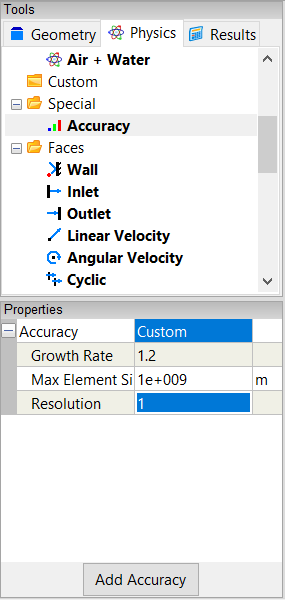 Tools
Geometry Physics Results
Air + Water
Custom
Special
Accuracy
Faces
Wall
Inlet
Outlet
Linear Velocity
Angular Velocity
Cyclic
Properties
Accuracy Custom
Growth Rate 1.2
Max Element Si 1e+009 m
Resolution 1
Add Accuracy